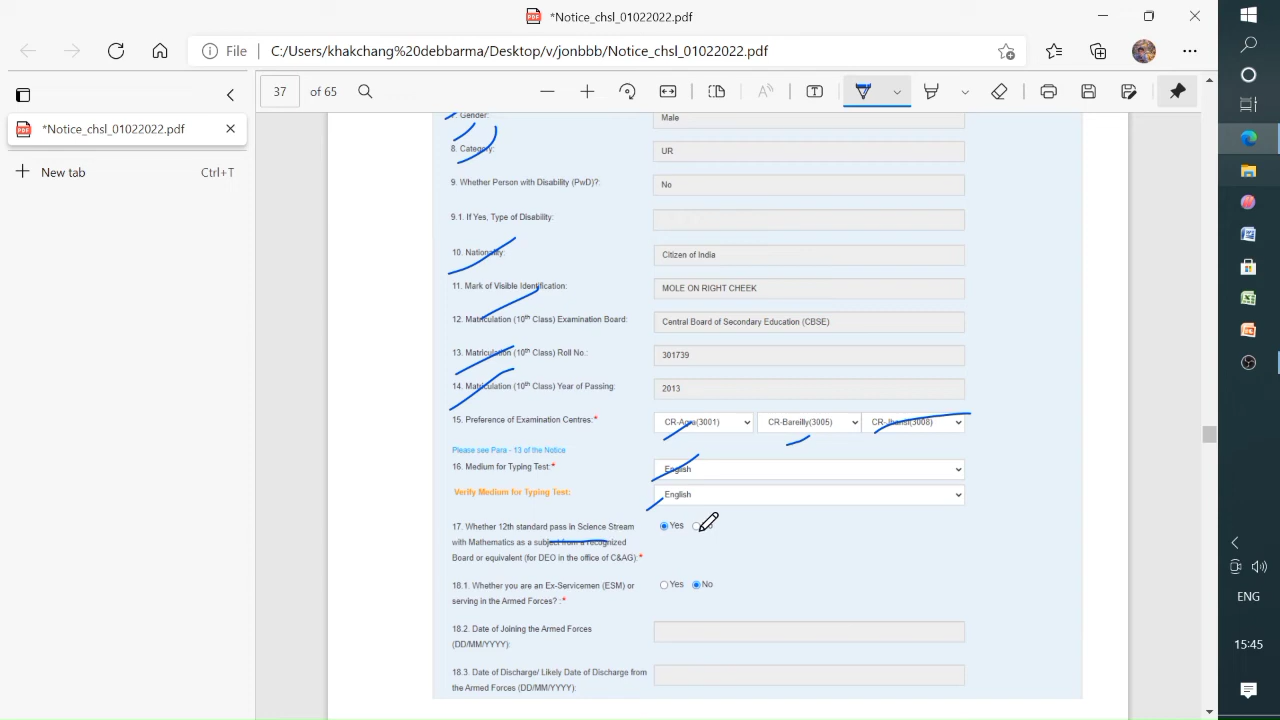 *Notice_chsl_01022022.pdf
File
C:/Users/khakchang%20debbarma/Desktop/v/jonbbb/Notice_chsl_01022022.pdf
37 of 65
*Notice_chsl_01022022.pdf
New tab Ctrl+T
7. Gender: Male
8. Category: UR
9. Whether Person with Disability (PwD)?: No
9.1. If Yes, Type of Disability:
10. Nationality: Citizen of India
11. Mark of Visible Identification: MOLE ON RIGHT CHEEK
12. Matriculation (10th Class) Examination Board: Central Board of Secondary Education (CBSE)
13. Matriculation (10th Class) Roll No.: 301739
14. Matriculation (10th Class) Year of Passing: 2013
15. Preference of Examination Centres:* CR-Agra(3001) CR-Bareilly(3005) CR-Jhansi(3008)
Please see Para - 13 of the Notice
16. Medium for Typing Test:* English
Verify Medium for Typing Test: English
17. Whether 12th standard pass in Science Stream Yes
with Mathematics as a subject from a recognized
Board or equivalent (for DEO in the office of C&AG):*
18.1. Whether you are an Ex-Servicemen (ESM) or Yes No
serving in the Armed Forces? :*
18.2. Date of Joining the Armed Forces
(DD/MM/YYYY):
18.3. Date of Discharge/ Likely Date of Discharge from
the Armed Forces (DD/MM/YYYY):
ENG
15:45